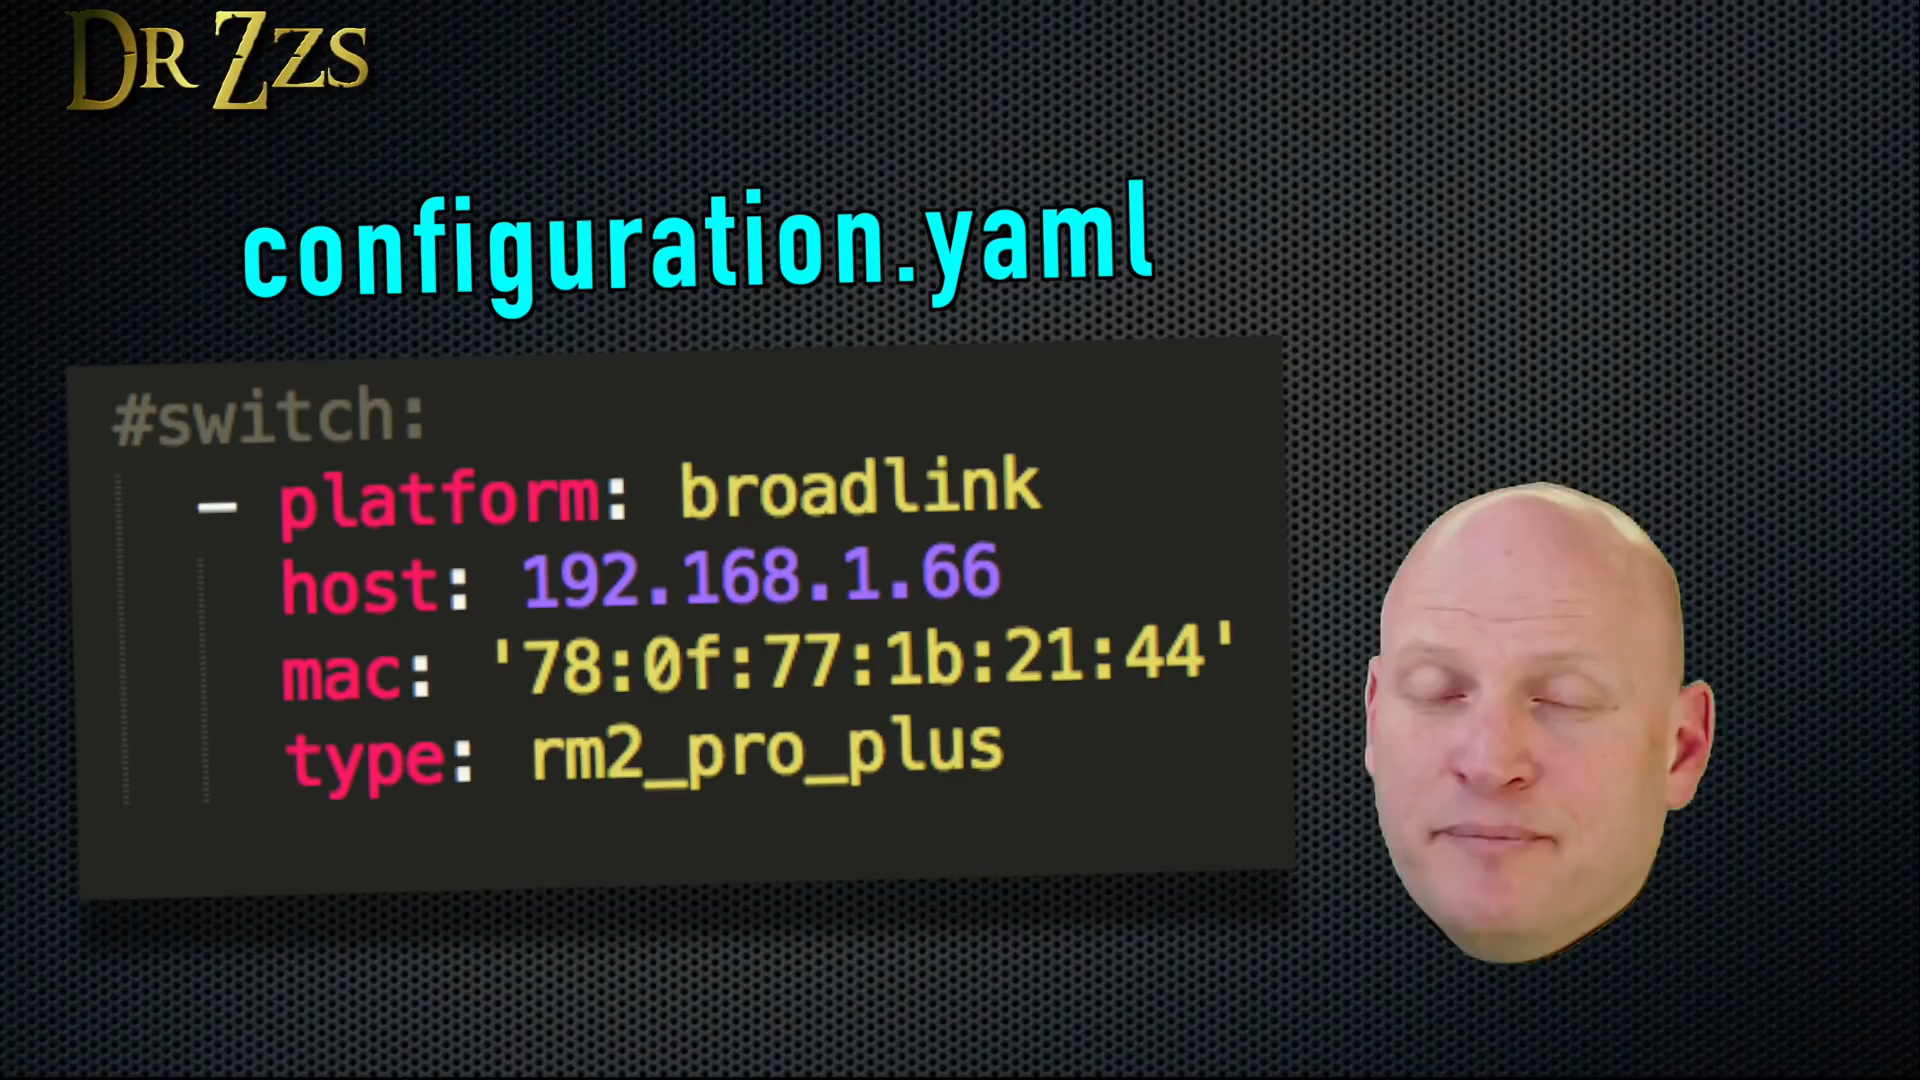 DR ZZS
configuration.yaml
#switch:
- platform: broadlink
host: 192.168.1.66
mac: '78:0f:77:1b:21:44'
type: rm2_pro_plus